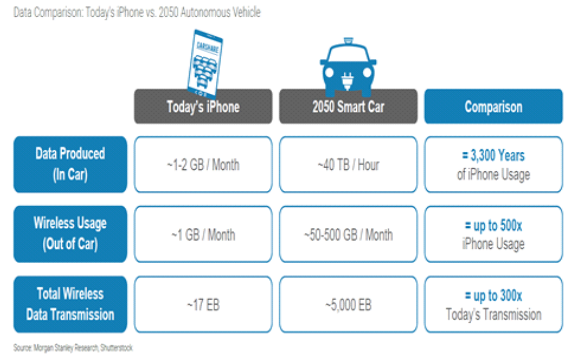 Data Comparison: Today's iPhone vs. 2050 Autonomous Vehicle
CARSHARE
Today's iPhone
2050 Smart Car
Comparison
Data Produced
(In Car)
~1-2 GB / Month
~40 TB / Hour
= 3,300 Years
of iPhone Usage
Wireless Usage
(Out of Car)
~1 GB / Month
~50-500 GB / Month
= up to 500x
iPhone Usage
Total Wireless
Data Transmission
~17 EB
~5,000 EB
= up to 300x
Today's Transmission
Source: Morgan Stanley Research, Shutterstock